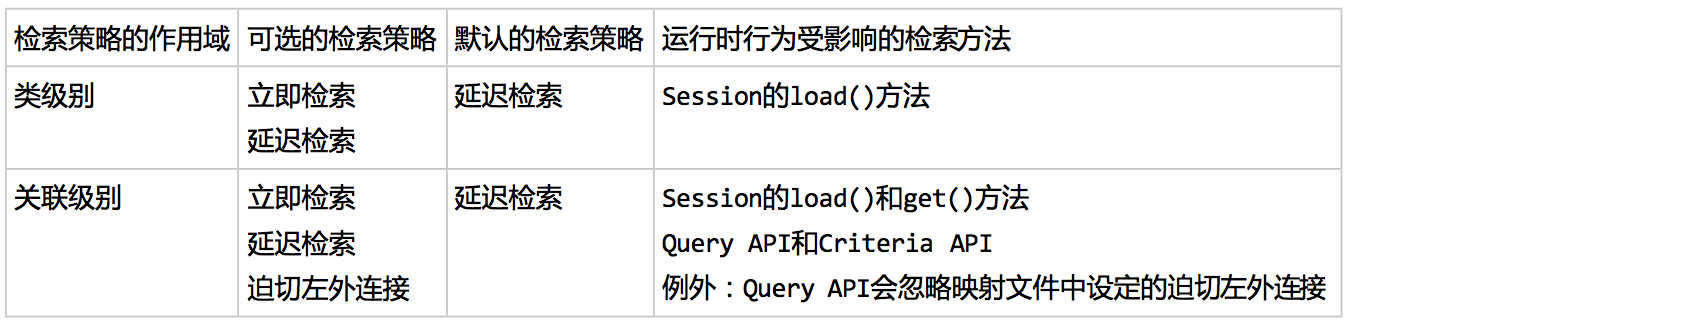 检索策略的作用域 可选的检索策略 默认的检索策略 运行时行为受影响的检索方法
类级别 立即检索 延迟检索 Session的load()方法
延迟检索
关联级别 立即检索 延迟检索 Session的load()和get()方法
延迟检索 Query API和Criteria API
迫切左外连接 例外：Query API会忽略映射文件中设定的迫切左外连接